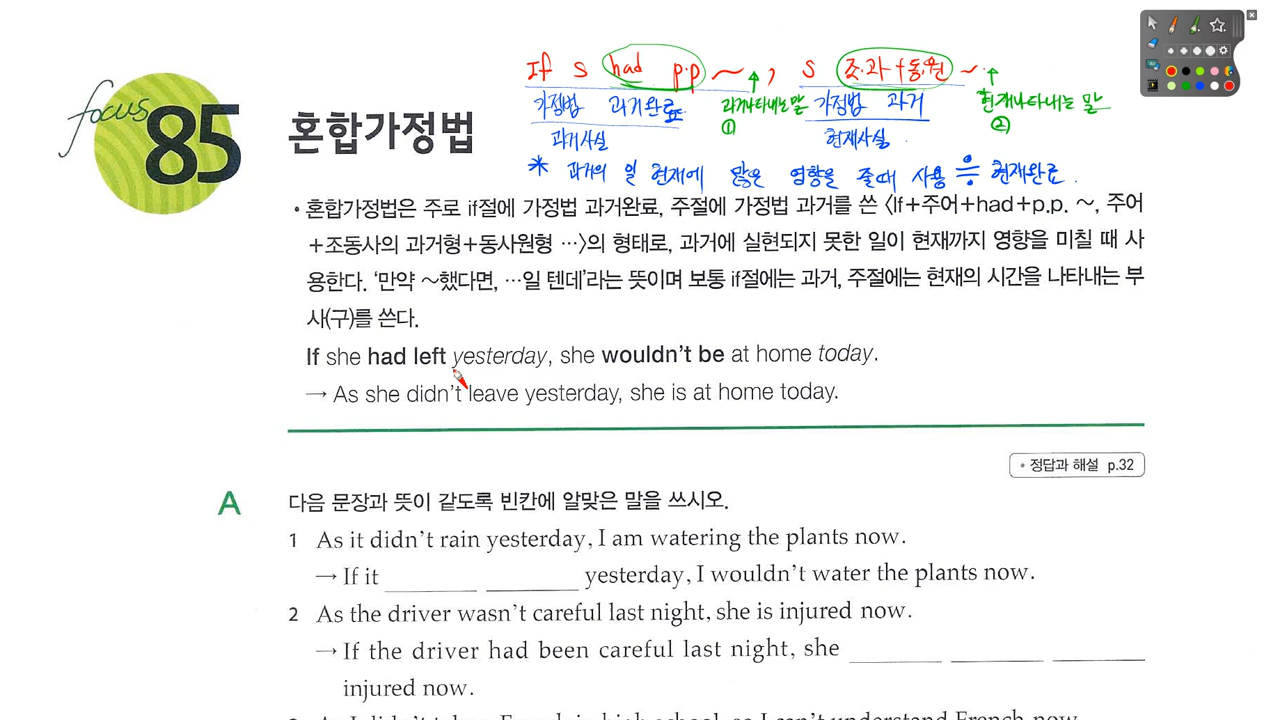 If S had p.p ~ , S 조.과+동원 ~.
가정법 과거완료 과거나타내는말 가정법 과거 현재나타내는 말
① ②
과거사실 현재사실
* 과거의 일 현재에 많은 영향을 줄때 사용 ≒ 현재완료.
focus 85 혼합가정법
• 혼합가정법은 주로 if절에 가정법 과거완료, 주절에 가정법 과거를 쓴 〈If+주어+had+p.p. ~, 주어
+조동사의 과거형+동사원형 …〉의 형태로, 과거에 실현되지 못한 일이 현재까지 영향을 미칠 때 사
용한다. ‘만약 ~했다면, …일 텐데’라는 뜻이며 보통 if절에는 과거, 주절에는 현재의 시간을 나타내는 부
사(구)를 쓴다.
If she had left yesterday, she wouldn’t be at home today.
→ As she didn’t leave yesterday, she is at home today.
• 정답과 해설 p.32
A 다음 문장과 뜻이 같도록 빈칸에 알맞은 말을 쓰시오.
1 As it didn’t rain yesterday, I am watering the plants now.
→ If it ________ ________ yesterday, I wouldn’t water the plants now.
2 As the driver wasn’t careful last night, she is injured now.
→ If the driver had been careful last night, she ________ ________ ________
injured now.